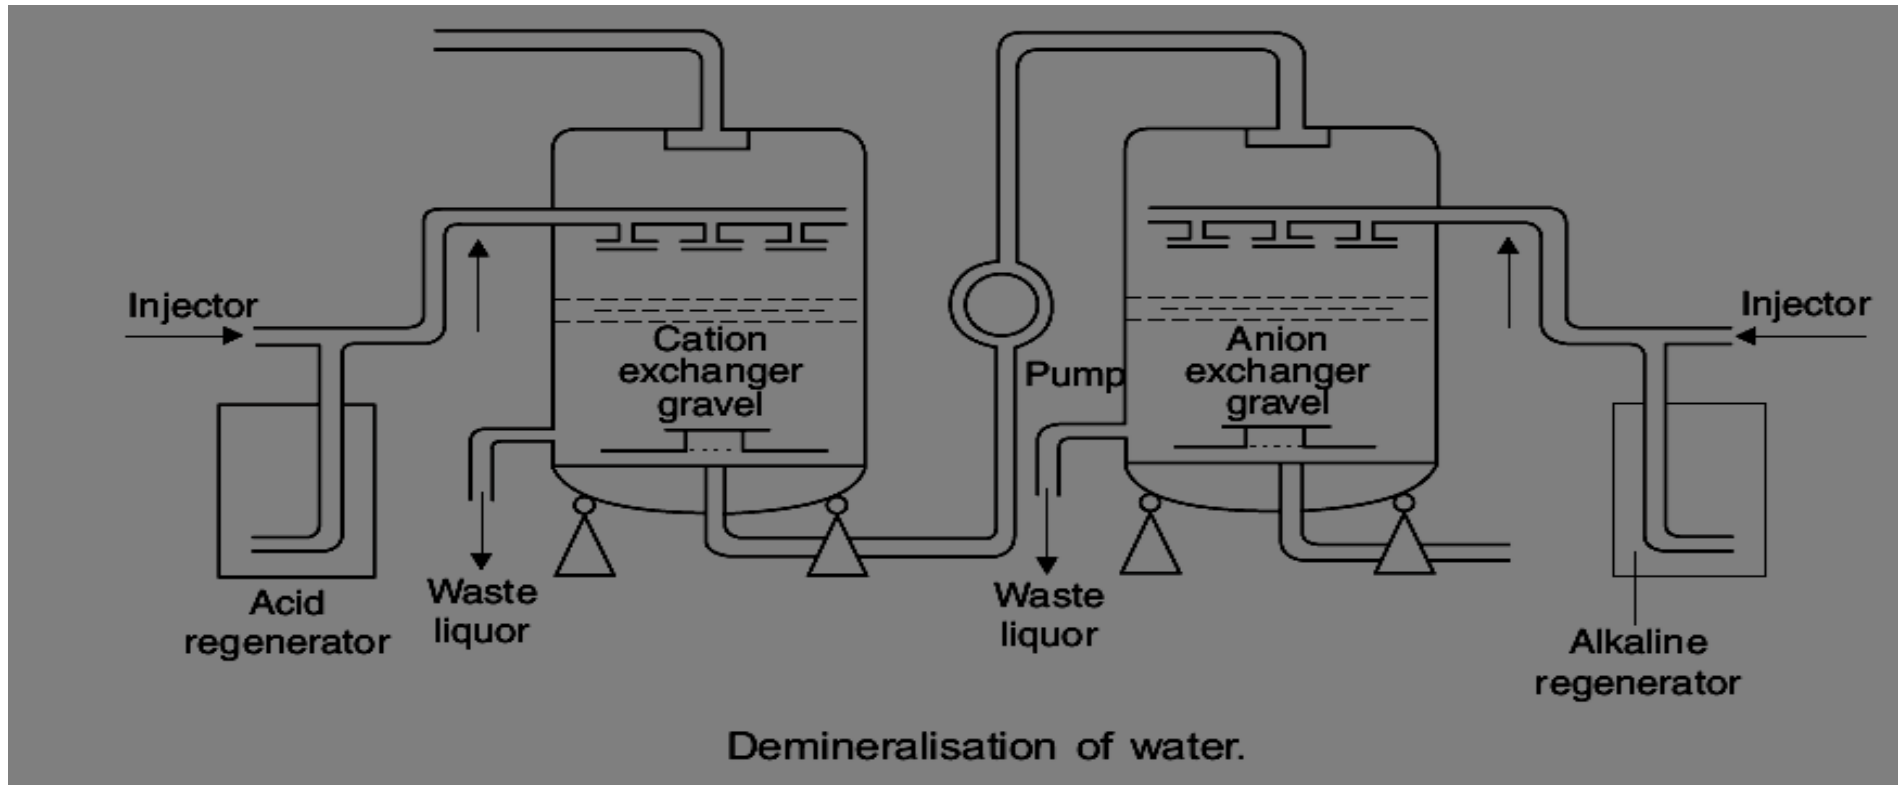 Injector
Cation
exchanger
gravel
Pump
Anion
exchanger
gravel
Injector
Acid
regenerator
Waste
liquor
Waste
liquor
Alkaline
regenerator
Demineralisation of water.